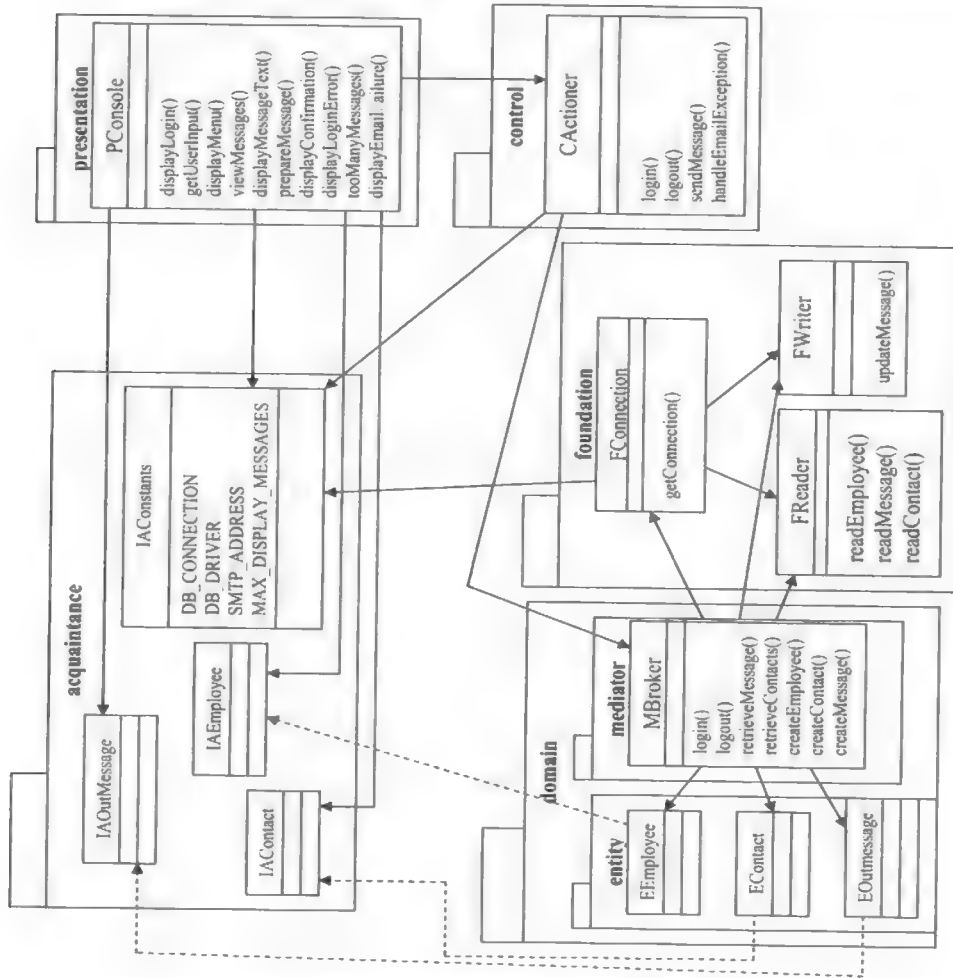 presentation
PConsole
displayLogin()
getUserInput()
displayMenu()
viewMessages()
displayMessageText()
prepareMessage()
displayConfirmation()
displayLoginError()
tooManyMessages()
displayEmail ailure()
control
CActioner
login()
logout()
sendMessage()
handleEmailException()
acquaintance
IAOutMessage
IAConstants
DB_CONNECTION
DB_DRIVER
SMTP_ADDRESS
MAX_DISPLAY_MESSAGES
IAEmployee
IAContact
foundation
FConnection
getConnection()
FReader
readEmployee()
readMessage()
readContact()
FWriter
updateMessage()
domain
mediator
MBroker
login()
logout()
retrieveMessage()
retrieveContacts()
createEmployee()
createContact()
createMessage()
entity
EEmployee
EContact
EOutmessage